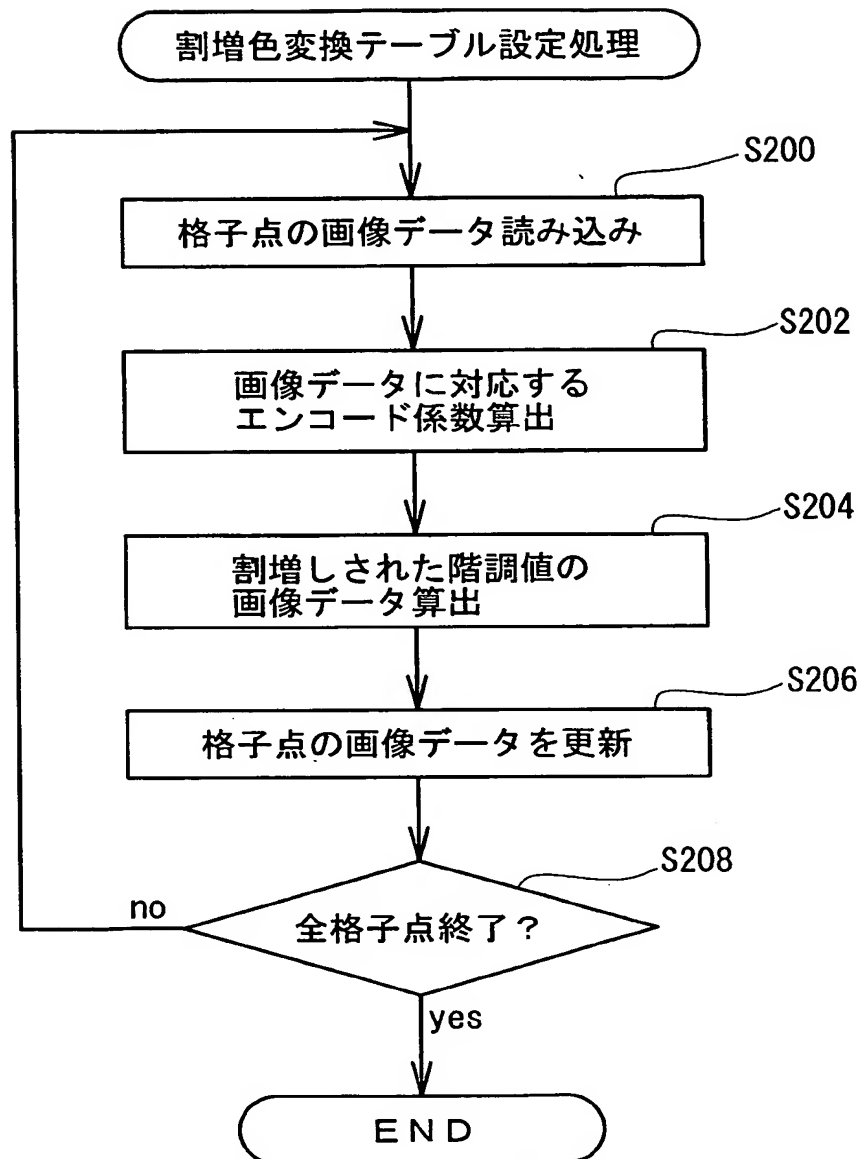 割増色変換テーブル設定処理
S200
格子点の画像データ読み込み
S202
画像データに対応する
エンコード係数算出
S204
割増しされた階調値の
画像データ算出
S206
格子点の画像データを更新
S208
no
全格子点終了？
yes
END